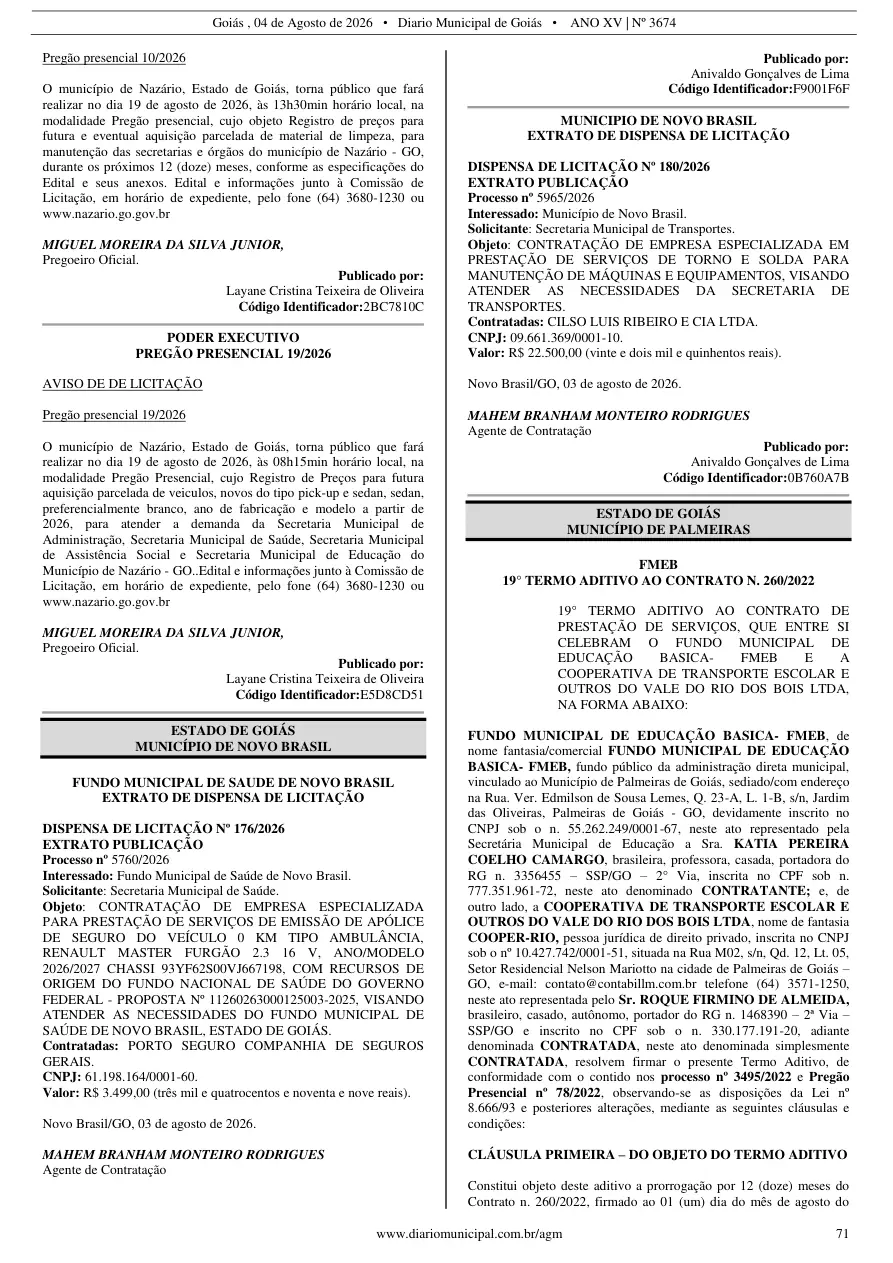 Goiás , 04 de Agosto de 2026 • Diario Municipal de Goiás • ANO XV | Nº 3674
Pregão presencial 10/2026
O município de Nazário, Estado de Goiás, torna público que fará
realizar no dia 19 de agosto de 2026, às 13h30min horário local, na
modalidade Pregão presencial, cujo objeto Registro de preços para
futura e eventual aquisição parcelada de material de limpeza, para
manutenção das secretarias e órgãos do município de Nazário - GO,
durante os próximos 12 (doze) meses, conforme as especificações do
Edital e seus anexos. Edital e informações junto à Comissão de
Licitação, em horário de expediente, pelo fone (64) 3680-1230 ou
www.nazario.go.gov.br
MIGUEL MOREIRA DA SILVA JUNIOR,
Pregoeiro Oficial.
Publicado por:
Layane Cristina Teixeira de Oliveira
Código Identificador:2BC7810C
PODER EXECUTIVO
PREGÃO PRESENCIAL 19/2026
AVISO DE DE LICITAÇÃO
Pregão presencial 19/2026
O município de Nazário, Estado de Goiás, torna público que fará
realizar no dia 19 de agosto de 2026, às 08h15min horário local, na
modalidade Pregão Presencial, cujo Registro de Preços para futura
aquisição parcelada de veiculos, novos do tipo pick-up e sedan, sedan,
preferencialmente branco, ano de fabricação e modelo a partir de
2026, para atender a demanda da Secretaria Municipal de
Administração, Secretaria Municipal de Saúde, Secretaria Municipal
de Assistência Social e Secretaria Municipal de Educação do
Município de Nazário - GO..Edital e informações junto à Comissão de
Licitação, em horário de expediente, pelo fone (64) 3680-1230 ou
www.nazario.go.gov.br
MIGUEL MOREIRA DA SILVA JUNIOR,
Pregoeiro Oficial.
Publicado por:
Layane Cristina Teixeira de Oliveira
Código Identificador:E5D8CD51
ESTADO DE GOIÁS
MUNICÍPIO DE NOVO BRASIL
FUNDO MUNICIPAL DE SAUDE DE NOVO BRASIL
EXTRATO DE DISPENSA DE LICITAÇÃO
DISPENSA DE LICITAÇÃO Nº 176/2026
EXTRATO PUBLICAÇÃO
Processo nº 5760/2026
Interessado: Fundo Municipal de Saúde de Novo Brasil.
Solicitante: Secretaria Municipal de Saúde.
Objeto: CONTRATAÇÃO DE EMPRESA ESPECIALIZADA
PARA PRESTAÇÃO DE SERVIÇOS DE EMISSÃO DE APÓLICE
DE SEGURO DO VEÍCULO 0 KM TIPO AMBULÂNCIA,
RENAULT MASTER FURGÃO 2.3 16 V, ANO/MODELO
2026/2027 CHASSI 93YF62S00VJ667198, COM RECURSOS DE
ORIGEM DO FUNDO NACIONAL DE SAÚDE DO GOVERNO
FEDERAL - PROPOSTA Nº 11260263000125003-2025, VISANDO
ATENDER AS NECESSIDADES DO FUNDO MUNICIPAL DE
SAÚDE DE NOVO BRASIL, ESTADO DE GOIÁS.
Contratadas: PORTO SEGURO COMPANHIA DE SEGUROS
GERAIS.
CNPJ: 61.198.164/0001-60.
Valor: R$ 3.499,00 (três mil e quatrocentos e noventa e nove reais).
Novo Brasil/GO, 03 de agosto de 2026.
MAHEM BRANHAM MONTEIRO RODRIGUES
Agente de Contratação
Publicado por:
Anivaldo Gonçalves de Lima
Código Identificador:F9001F6F
MUNICIPIO DE NOVO BRASIL
EXTRATO DE DISPENSA DE LICITAÇÃO
DISPENSA DE LICITAÇÃO Nº 180/2026
EXTRATO PUBLICAÇÃO
Processo nº 5965/2026
Interessado: Município de Novo Brasil.
Solicitante: Secretaria Municipal de Transportes.
Objeto: CONTRATAÇÃO DE EMPRESA ESPECIALIZADA EM
PRESTAÇÃO DE SERVIÇOS DE TORNO E SOLDA PARA
MANUTENÇÃO DE MÁQUINAS E EQUIPAMENTOS, VISANDO
ATENDER AS NECESSIDADES DA SECRETARIA DE
TRANSPORTES.
Contratadas: CILSO LUIS RIBEIRO E CIA LTDA.
CNPJ: 09.661.369/0001-10.
Valor: R$ 22.500,00 (vinte e dois mil e quinhentos reais).
Novo Brasil/GO, 03 de agosto de 2026.
MAHEM BRANHAM MONTEIRO RODRIGUES
Agente de Contratação
Publicado por:
Anivaldo Gonçalves de Lima
Código Identificador:0B760A7B
ESTADO DE GOIÁS
MUNICÍPIO DE PALMEIRAS
FMEB
19° TERMO ADITIVO AO CONTRATO N. 260/2022
19° TERMO ADITIVO AO CONTRATO DE
PRESTAÇÃO DE SERVIÇOS, QUE ENTRE SI
CELEBRAM O FUNDO MUNICIPAL DE
EDUCAÇÃO BASICA- FMEB E A
COOPERATIVA DE TRANSPORTE ESCOLAR E
OUTROS DO VALE DO RIO DOS BOIS LTDA,
NA FORMA ABAIXO:
FUNDO MUNICIPAL DE EDUCAÇÃO BASICA- FMEB, de
nome fantasia/comercial FUNDO MUNICIPAL DE EDUCAÇÃO
BASICA- FMEB, fundo público da administração direta municipal,
vinculado ao Município de Palmeiras de Goiás, sediado/com endereço
na Rua. Ver. Edmilson de Sousa Lemes, Q. 23-A, L. 1-B, s/n, Jardim
das Oliveiras, Palmeiras de Goiás - GO, devidamente inscrito no
CNPJ sob o n. 55.262.249/0001-67, neste ato representado pela
Secretária Municipal de Educação a Sra. KATIA PEREIRA
COELHO CAMARGO, brasileira, professora, casada, portadora do
RG n. 3356455 – SSP/GO – 2° Via, inscrita no CPF sob n.
777.351.961-72, neste ato denominado CONTRATANTE; e, de
outro lado, a COOPERATIVA DE TRANSPORTE ESCOLAR E
OUTROS DO VALE DO RIO DOS BOIS LTDA, nome de fantasia
COOPER-RIO, pessoa jurídica de direito privado, inscrita no CNPJ
sob o nº 10.427.742/0001-51, situada na Rua M02, s/n, Qd. 12, Lt. 05,
Setor Residencial Nelson Mariotto na cidade de Palmeiras de Goiás –
GO, e-mail: contato@contabillm.com.br telefone (64) 3571-1250,
neste ato representada pelo Sr. ROQUE FIRMINO DE ALMEIDA,
brasileiro, casado, autônomo, portador do RG n. 1468390 – 2ª Via –
SSP/GO e inscrito no CPF sob o n. 330.177.191-20, adiante
denominada CONTRATADA, neste ato denominada simplesmente
CONTRATADA, resolvem firmar o presente Termo Aditivo, de
conformidade com o contido nos processo nº 3495/2022 e Pregão
Presencial nº 78/2022, observando-se as disposições da Lei nº
8.666/93 e posteriores alterações, mediante as seguintes cláusulas e
condições:
CLÁUSULA PRIMEIRA – DO OBJETO DO TERMO ADITIVO
Constitui objeto deste aditivo a prorrogação por 12 (doze) meses do
Contrato n. 260/2022, firmado ao 01 (um) dia do mês de agosto do
www.diariomunicipal.com.br/agm
71